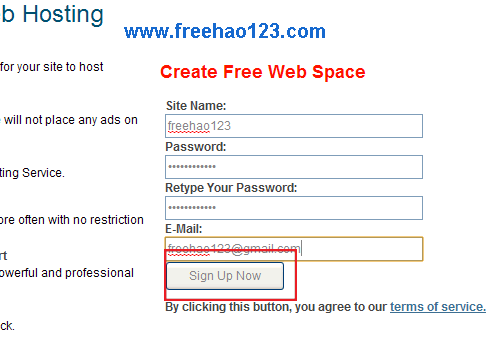 b Hosting
www.freehao123.com
for your site to host
Create Free Web Space
Site Name:
freehao123
will not place any ads on
Password:
************
ting Service.
Retype Your Password:
************
ore often with no restriction
E-Mail:
freehao123@gmail.com
rt
owerful and professional
Sign Up Now
By clicking this button, you agree to our terms of service.
ck.